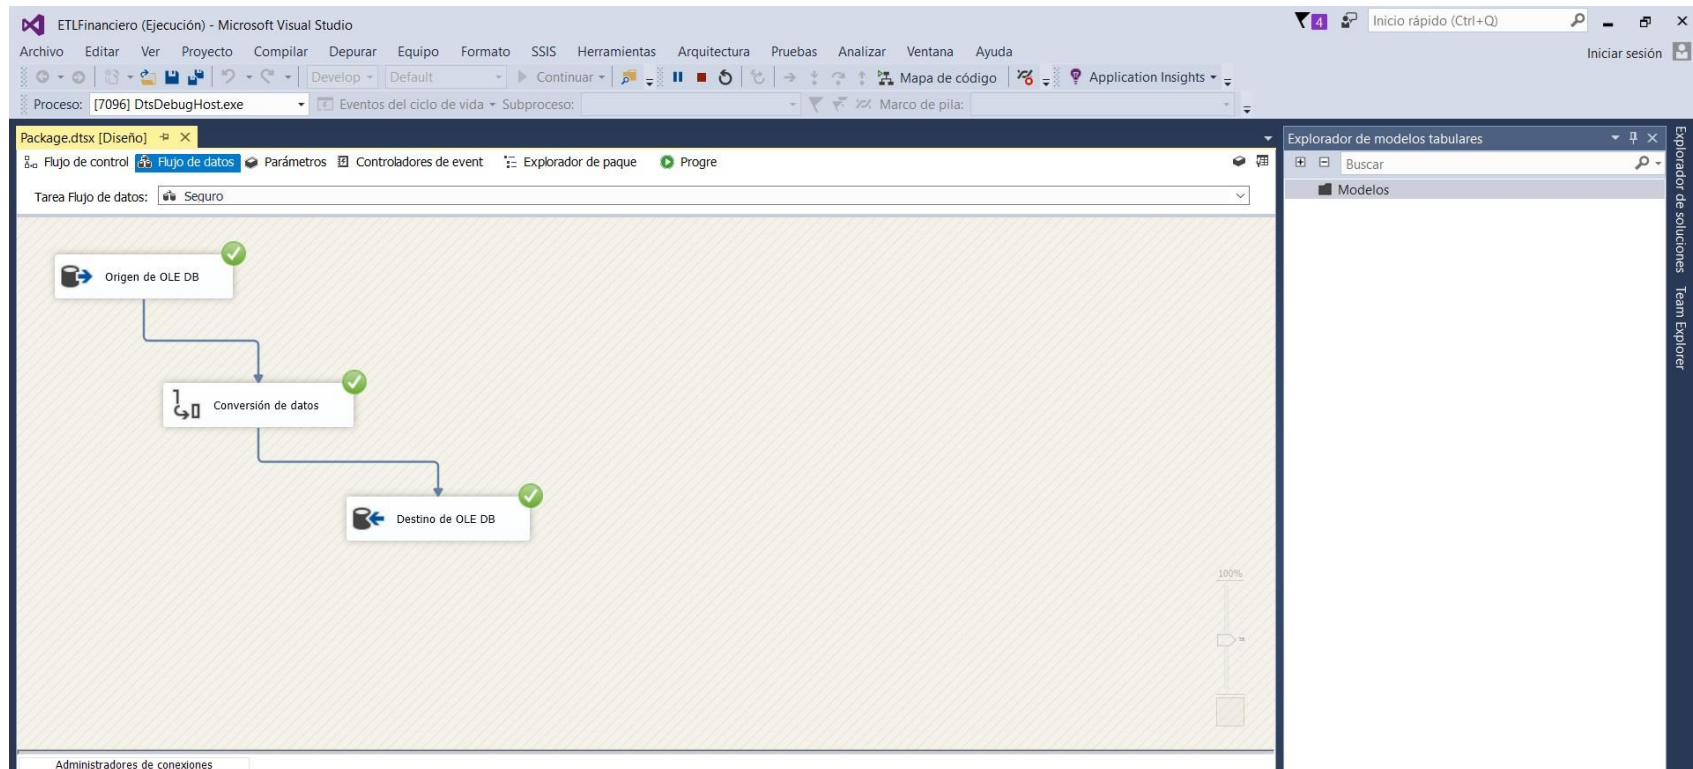 ETLFinanciero (Ejecución) - Microsoft Visual Studio 4 Inicio rápido (Ctrl+Q)
Archivo Editar Ver Proyecto Compilar Depurar Equipo Formato SSIS Herramientas Arquitectura Pruebas Analizar Ventana Ayuda Iniciar sesión
Develop Default Continuar Mapa de código Application Insights
Proceso: [7096] DtsDebugHost.exe Eventos del ciclo de vida Subproceso: Marco de pila:
Package.dtsx [Diseño]
Flujo de control Flujo de datos Parámetros Controladores de event Explorador de paque Progre
Tarea Flujo de datos: Seguro
Origen de OLE DB
Conversión de datos
Destino de OLE DB
100%
Administradores de conexiones
Explorador de modelos tabulares
Buscar
Modelos
Explorador de soluciones
Team Explorer